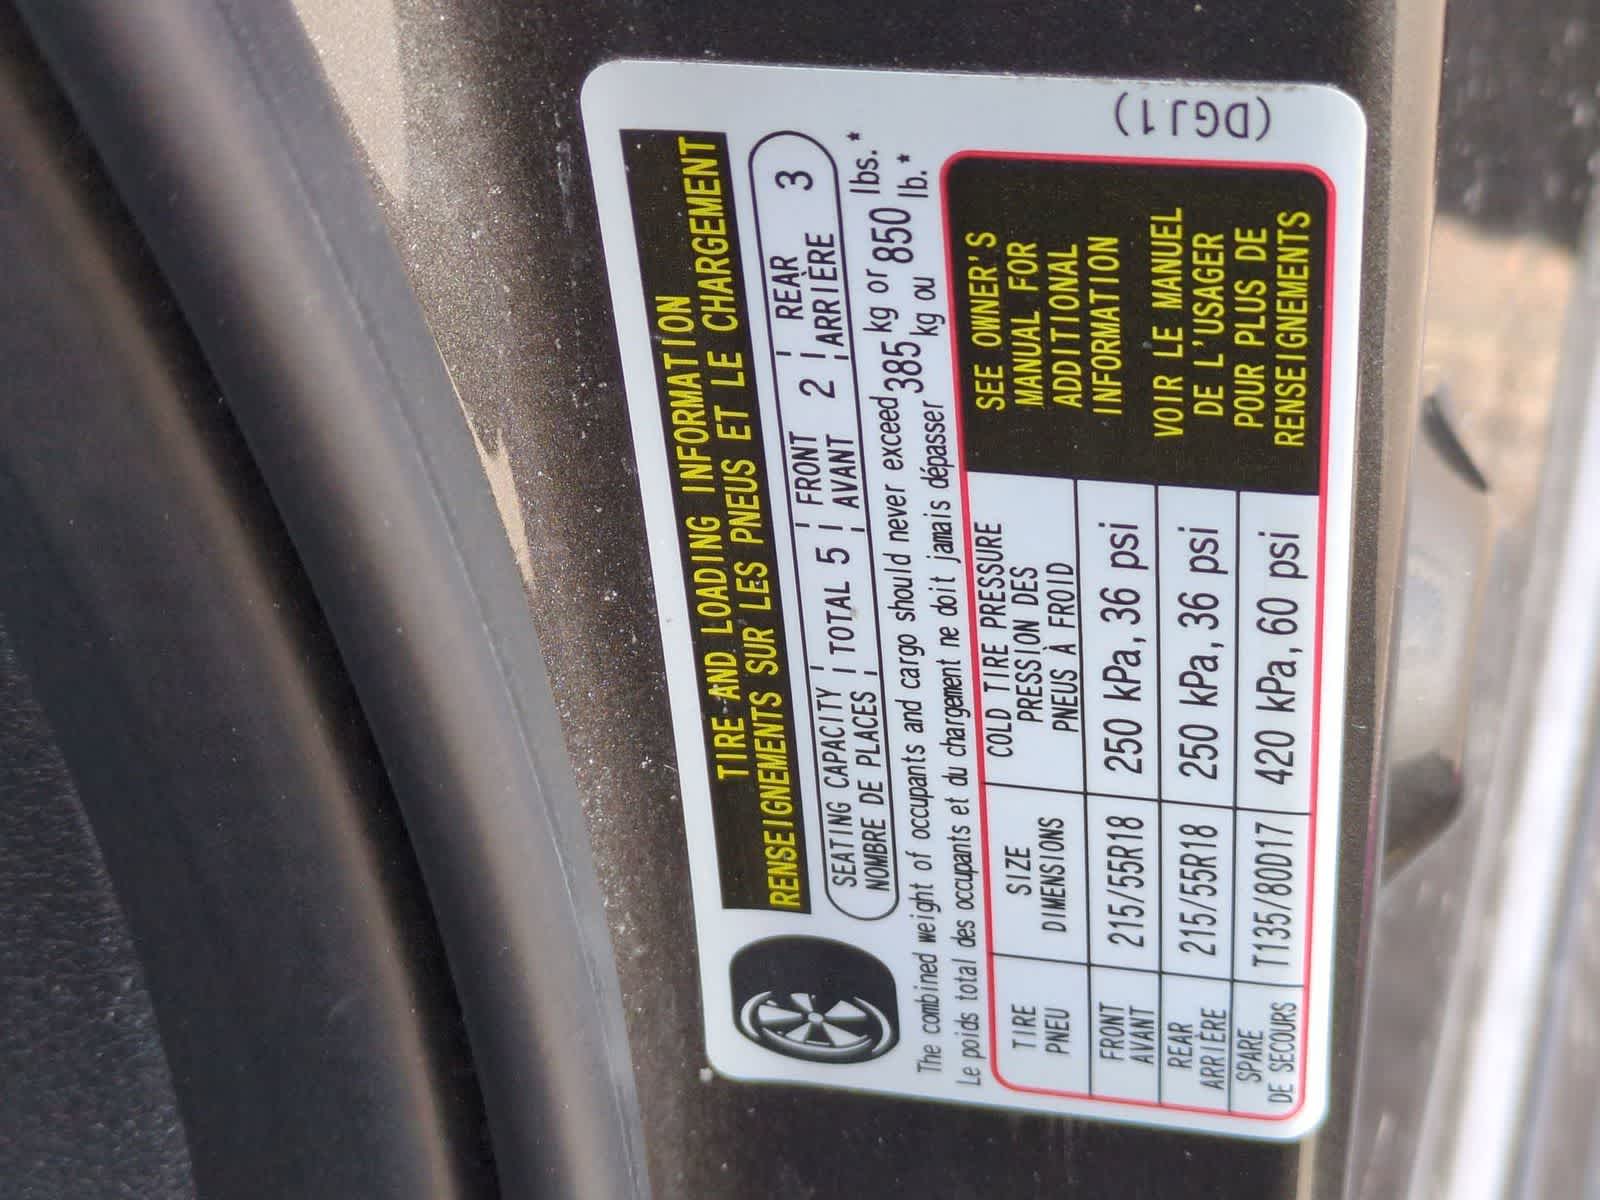 TIRE AND LOADING INFORMATION
RENSEIGNEMENTS SUR LES PNEUS ET LE CHARGEMENT
SEATING CAPACITY TOTAL 5 FRONT 2 REAR 3
NOMBRE DE PLACES AVANT ARRIÈRE
The combined weight of occupants and cargo should never exceed 385 kg or 850 lbs.*
Le poids total des occupants et du chargement ne doit jamais dépasser 385 kg ou 850 lb.*
TIRE SIZE COLD TIRE PRESSURE
PNEU DIMENSIONS PRESSION DES
PNEUS À FROID
FRONT 215/55R18 250 kPa, 36 psi
AVANT
REAR 215/55R18 250 kPa, 36 psi
ARRIÈRE
SPARE T135/80D17 420 kPa, 60 psi
DE SECOURS
SEE OWNER'S
MANUAL FOR
ADDITIONAL
INFORMATION
VOIR LE MANUEL
DE L'USAGER
POUR PLUS DE
RENSEIGNEMENTS
(DGJ1)